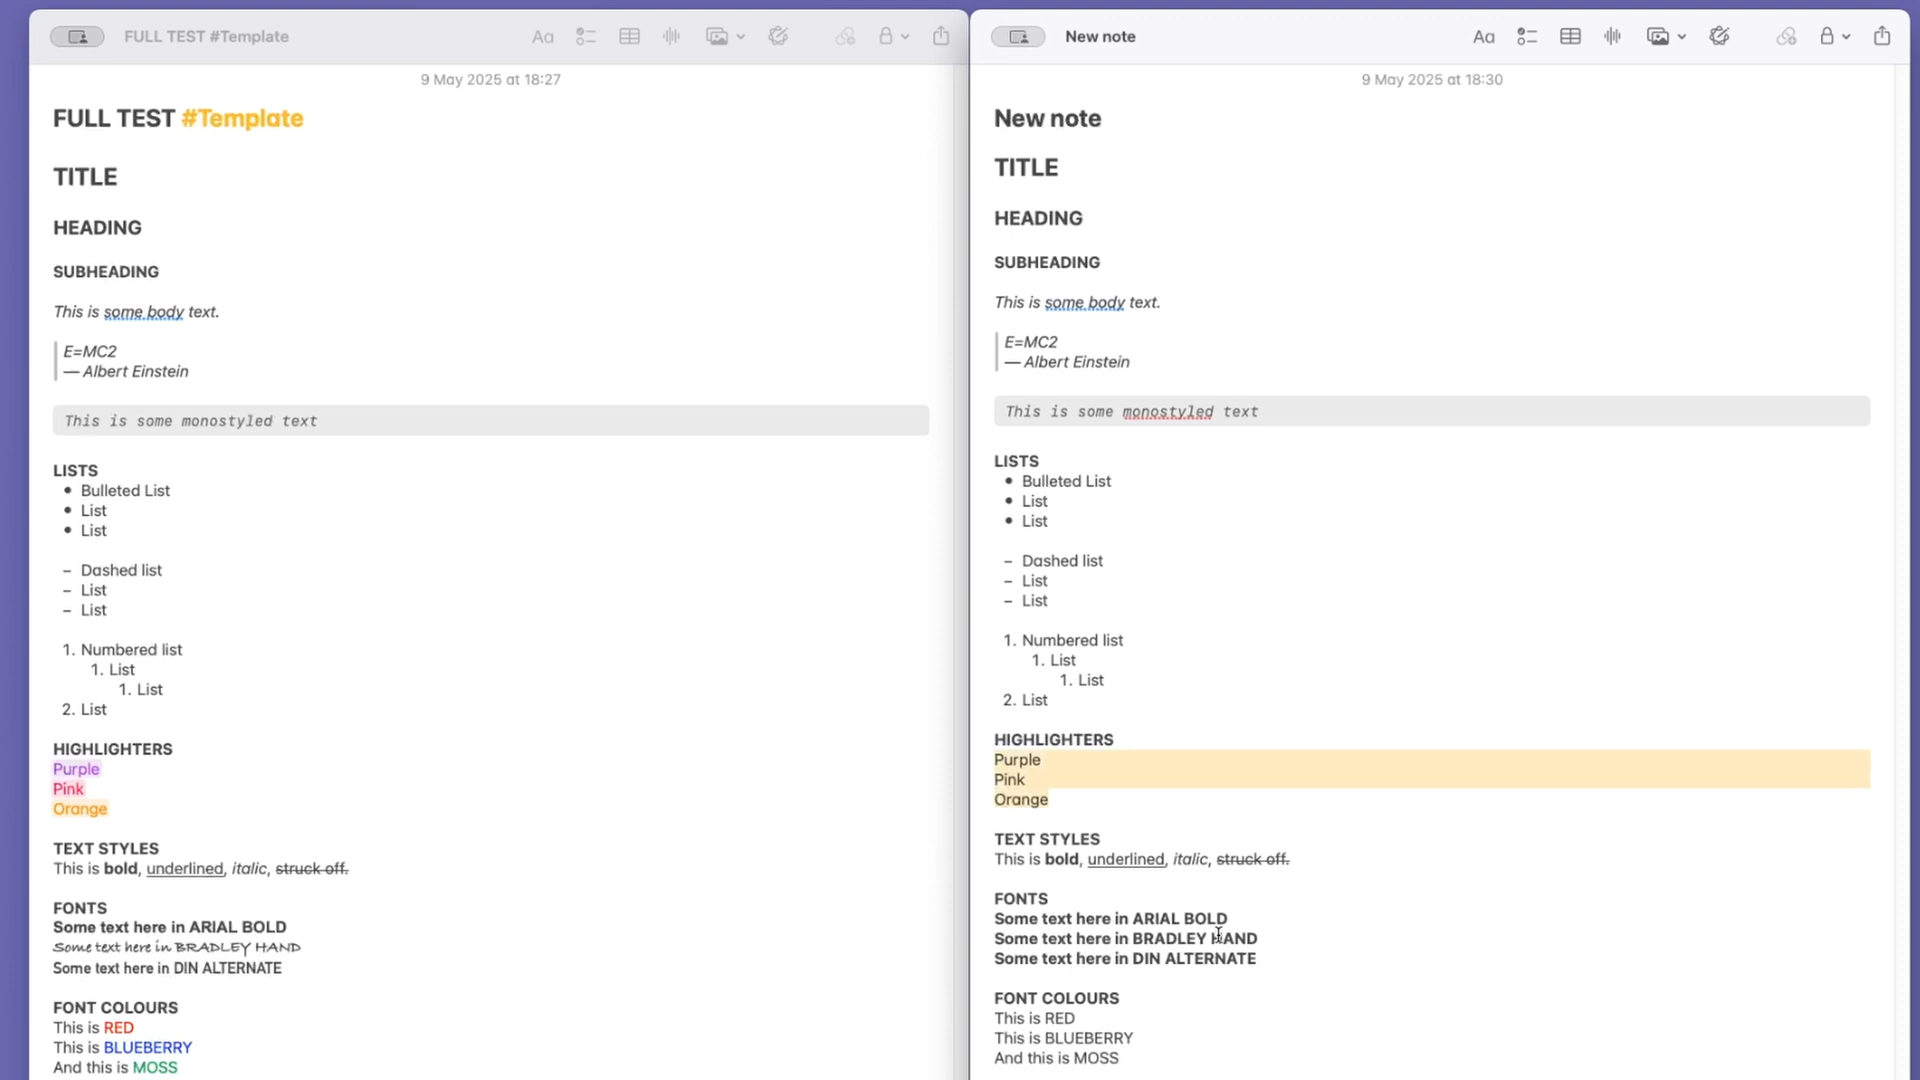 FULL TEST #Template
9 May 2025 at 18:27
FULL TEST #Template
TITLE
HEADING
SUBHEADING
This is some body text.
E=MC2
— Albert Einstein
This is some monostyled text
LISTS
• Bulleted List
• List
• List
– Dashed list
– List
– List
1. Numbered list
1. List
1. List
2. List
HIGHLIGHTERS
Purple
Pink
Orange
TEXT STYLES
This is bold, underlined, italic, struck off.
FONTS
Some text here in ARIAL BOLD
Some text here in BRADLEY HAND
Some text here in DIN ALTERNATE
FONT COLOURS
This is RED
This is BLUEBERRY
And this is MOSS
New note
9 May 2025 at 18:30
New note
TITLE
HEADING
SUBHEADING
This is some body text.
E=MC2
— Albert Einstein
This is some monostyled text
LISTS
• Bulleted List
• List
• List
– Dashed list
– List
– List
1. Numbered list
1. List
1. List
2. List
HIGHLIGHTERS
Purple
Pink
Orange
TEXT STYLES
This is bold, underlined, italic, struck off.
FONTS
Some text here in ARIAL BOLD
Some text here in BRADLEY HAND
Some text here in DIN ALTERNATE
FONT COLOURS
This is RED
This is BLUEBERRY
And this is MOSS